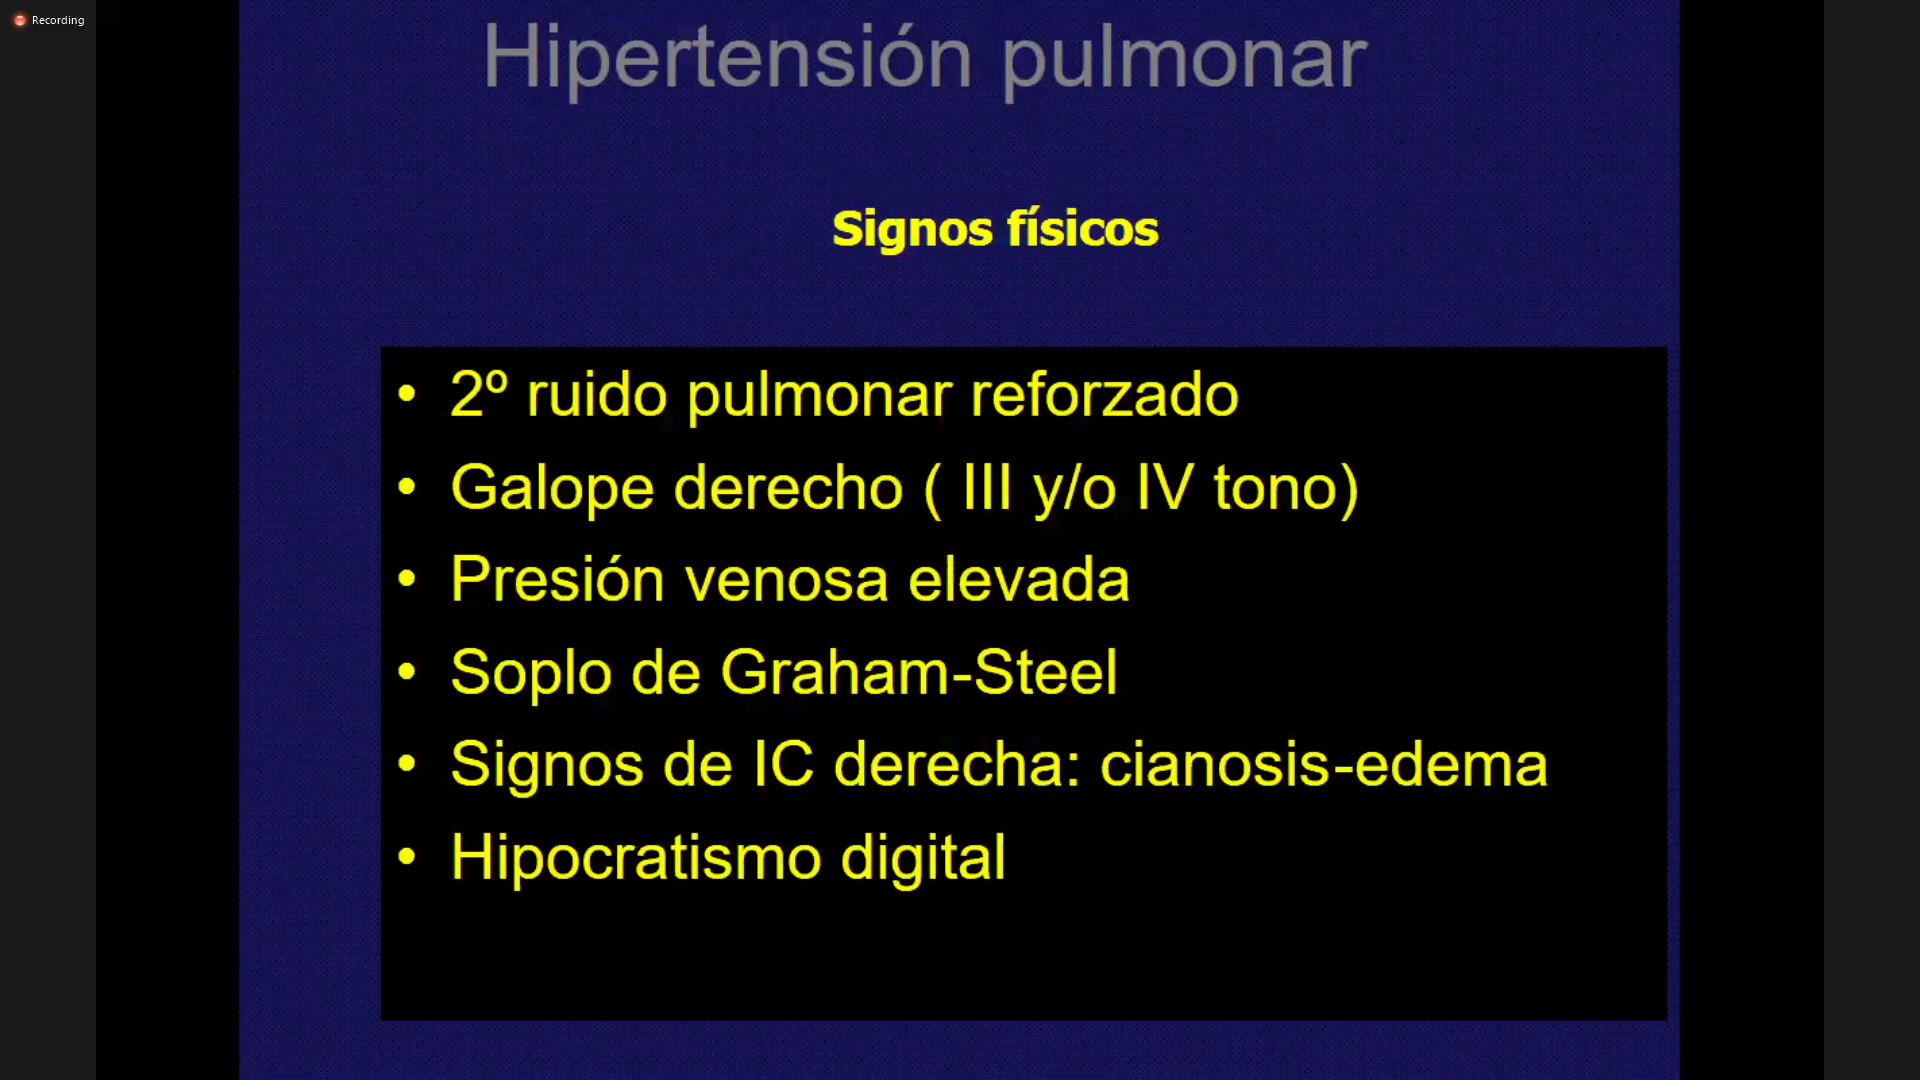 Recording
Hipertensión pulmonar
Signos físicos
• 2º ruido pulmonar reforzado
• Galope derecho ( III y/o IV tono)
• Presión venosa elevada
• Soplo de Graham-Steel
• Signos de IC derecha: cianosis-edema
• Hipocratismo digital